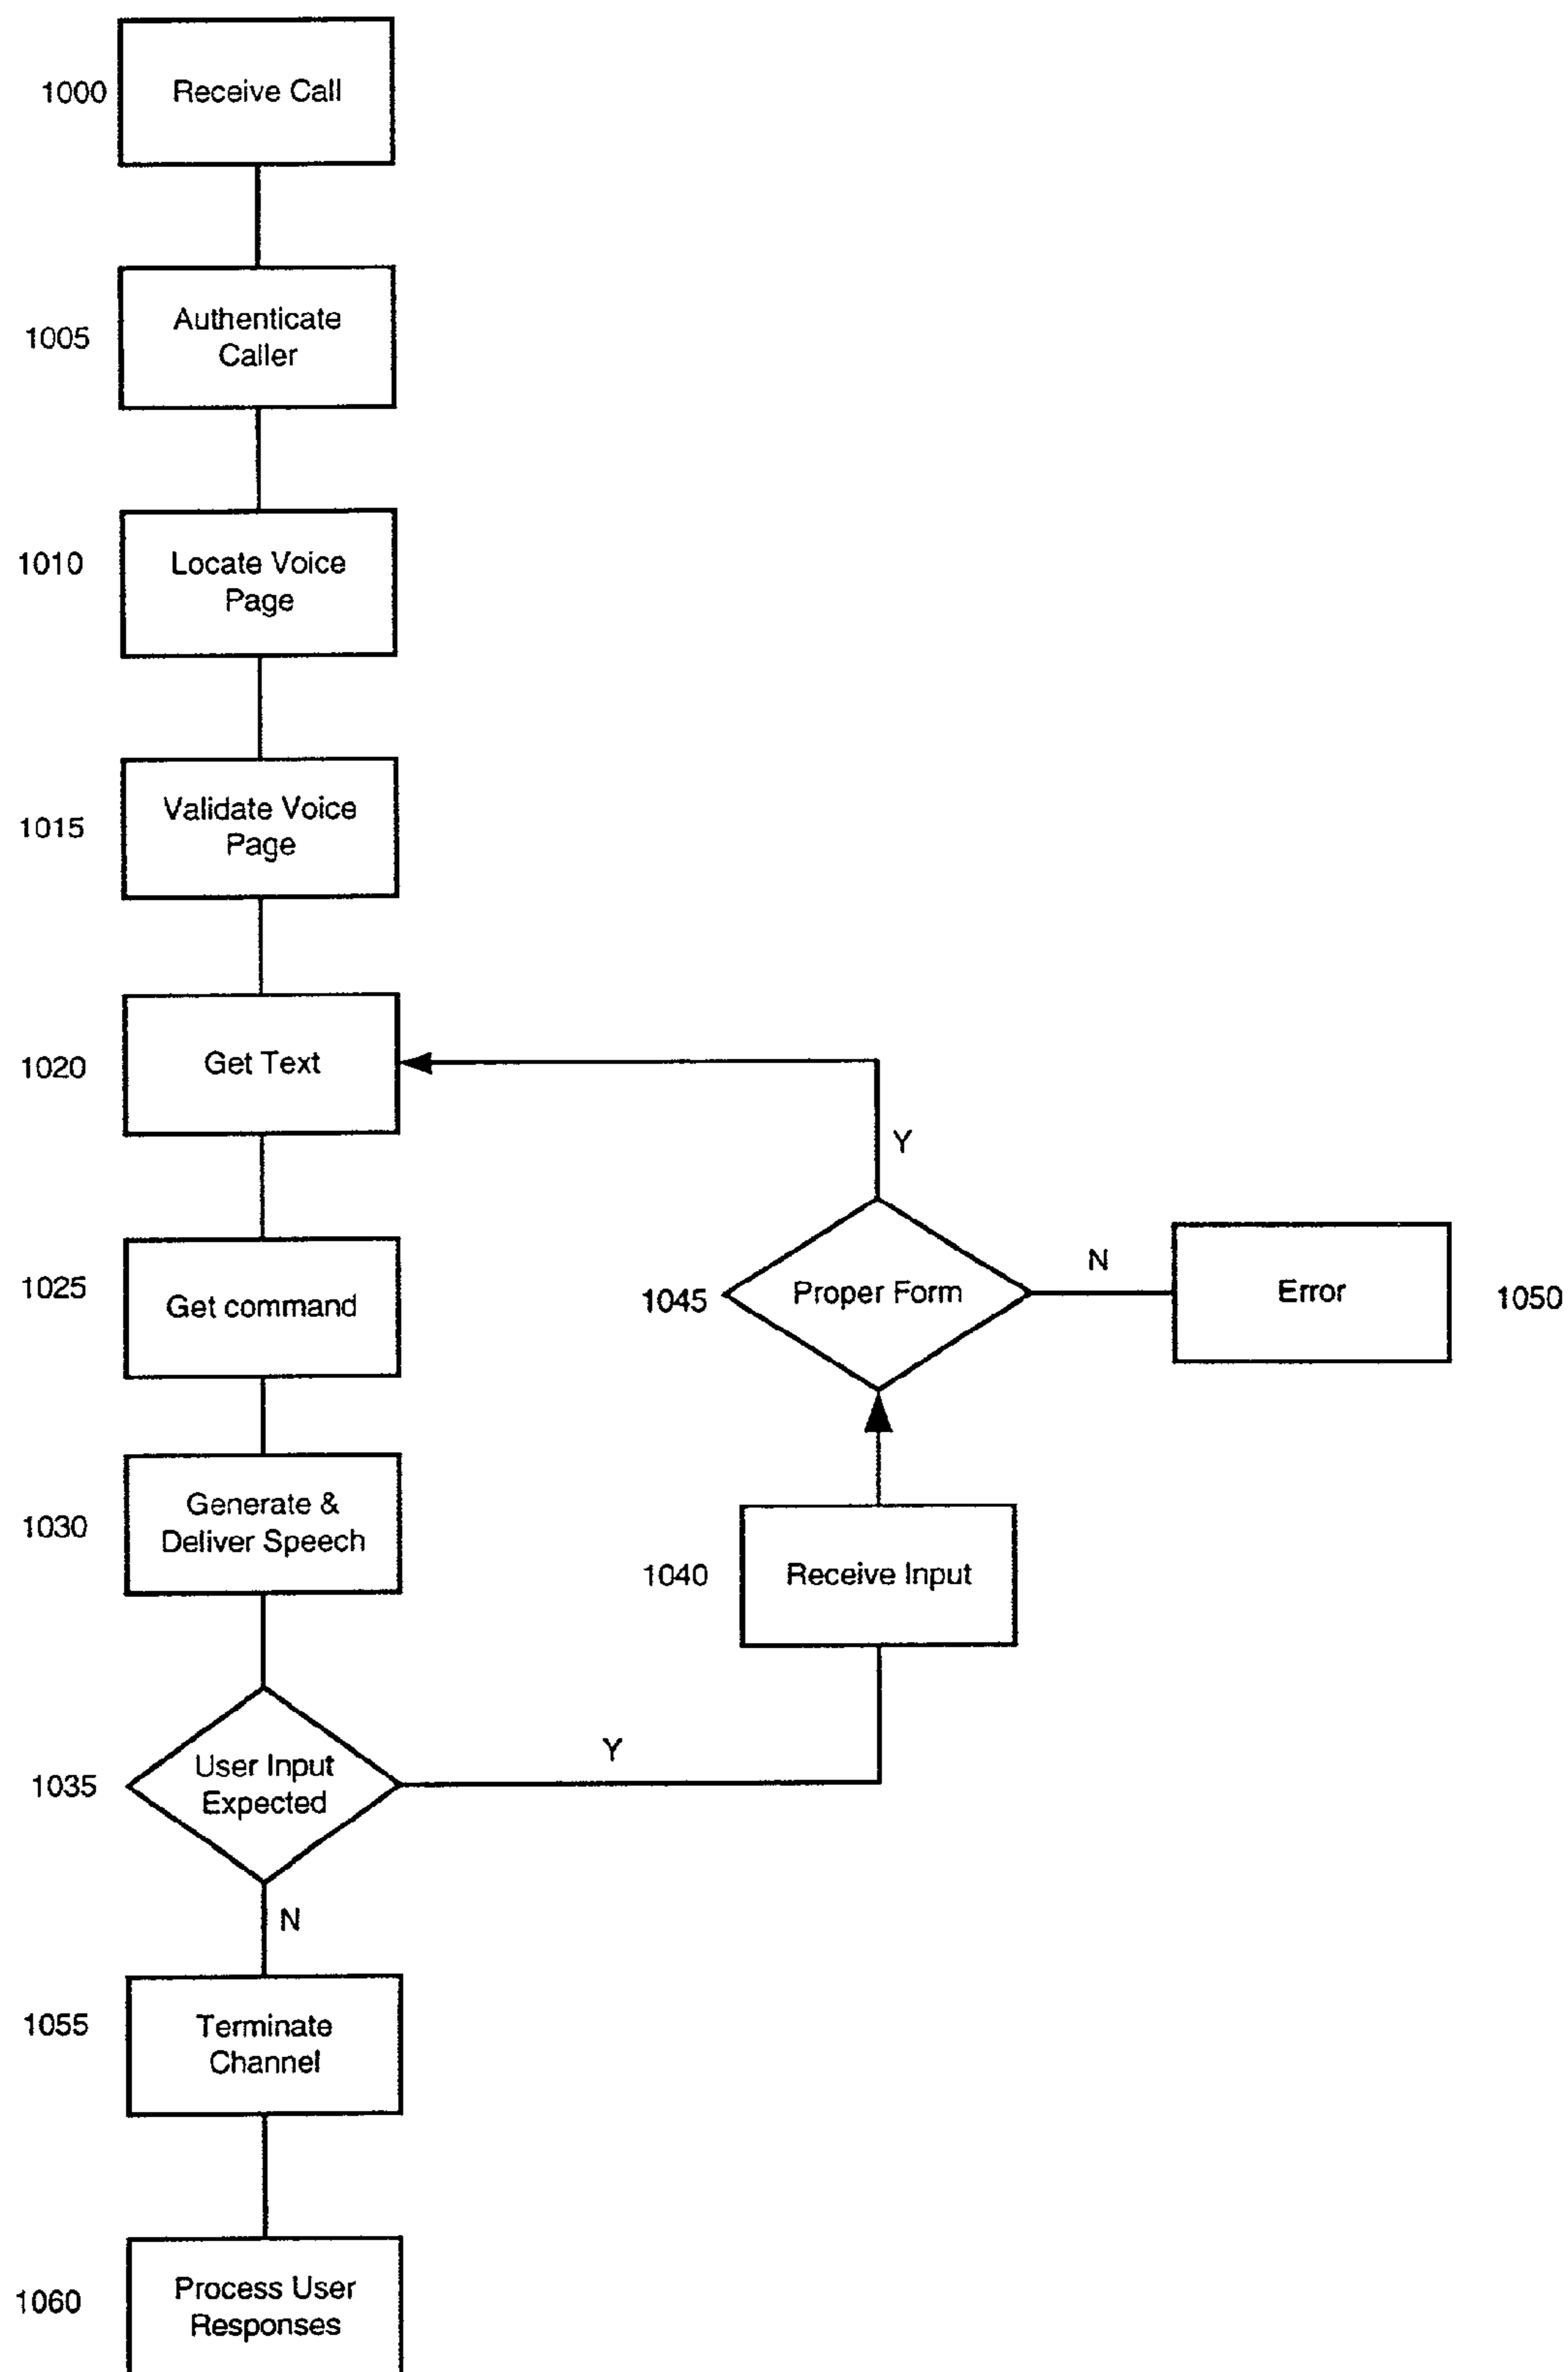 1000
Receive Call
1005
Authenticate
Caller
1010
Locate Voice
Page
1015
Validate Voice
Page
1020
Get Text
Y
1025
Get command
1045
Proper Form
N
Error
1050
1030
Generate &
Deliver Speech
1040
Receive Input
1035
User Input
Expected
Y
N
1055
Terminate
Channel
1060
Process User
Responses